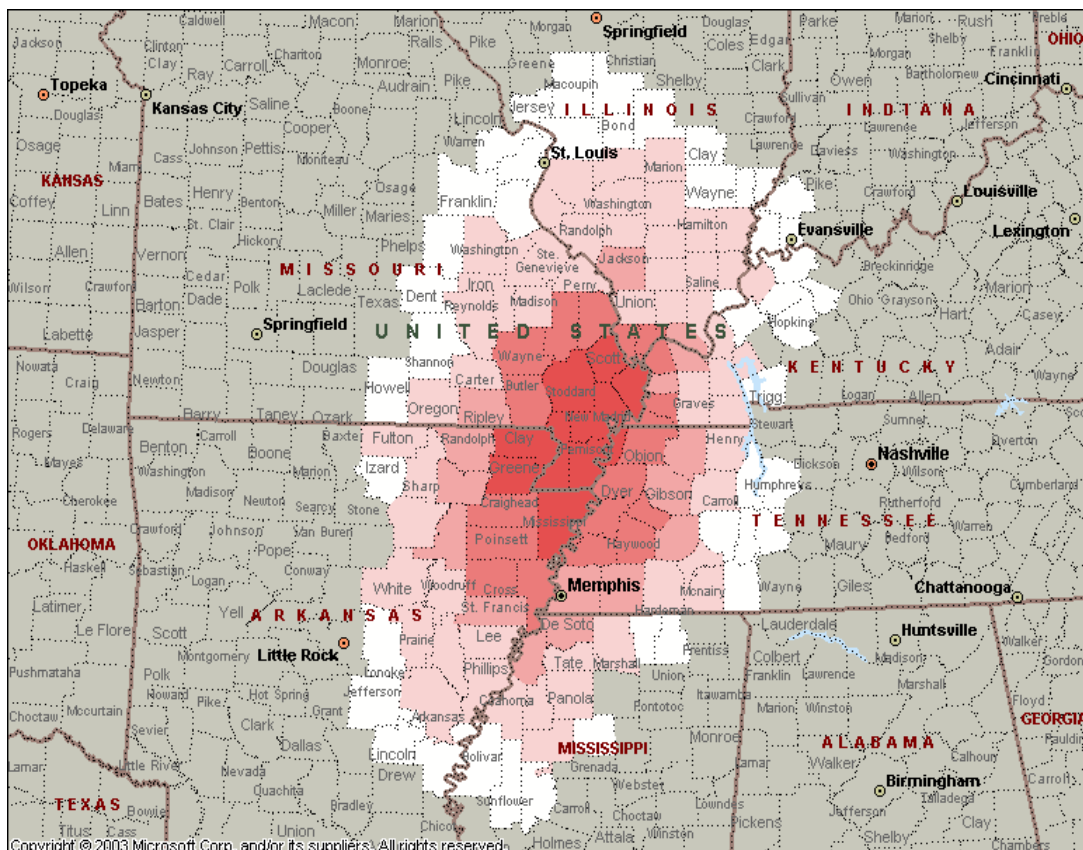 Caldwell Macon Marion Morgan Douglas Parke Marion Rush Preble
Jackson Clinton Chariton Ralls Pike Springfield Coles Edgar Morgan Shelby Franklin OHIO
Clay Ray Carroll Monroe Greene Christian Clark Owen Bartholomew
Topeka Kansas City Saline Audrain Pike Macoupin Shelby Sullivan Cincinnati
Douglas Boone Lincoln Jersey ILLINOIS Crawford INDIANA Jefferson
Osage Cooper Warren Bond Lawrence Lawrence
Miami Cass Johnson Pettis Moniteau St. Louis Clay Daviess Washington
KANSAS Henry Osage Marion Pike Crawford
Coffey Linn Bates Benton Miller Maries Franklin Washington Wayne Louisville
St. Clair Randolph Hamilton Evansville Lexington
Allen Vernon Hickory Phelps Washington Ste. Genevieve Jackson Breckinridge
MISSOURI
Wilson Crawford Cedar Polk Laclede Texas Dent Iron Perry Saline Marion
Barton Dade Reynolds Madison Union Ohio Grayson
Labette Jasper Springfield UNITED STATES Hopkins Hart Casey
Nowata Craig Newton Douglas Shannon Wayne Scott KENTUCKY Adair
Howell Carter Butler Stoddard Graves Trigg Logan Allen Wayne
Delaware Barry Taney Ozark Oregon Ripley New Madrid Stewart Sumner
Rogers Benton Carroll Baxter Fulton Randolph Clay Pemiscot Henry Overton
Mayes Washington Boone Marion Izard Greene Obion Dickson Nashville Wilson
Cherokee Madison Newton Searcy Stone Sharp Craighead Dyer Gibson Carroll Humphreys Cumberland
Rutherford
OKLAHOMA Crawford Johnson Van Buren Mississippi TENNESSEE Warren
Haskell Sebastian Pope Poinsett Haywood Maury Bedford
Logan Conway White Woodruff Cross Memphis Mcnairy Wayne Giles Chattanooga
Latimer Yell St. Francis Hardeman
Le Flore Scott ARKANSAS Prairie Lee De Soto Lauderdale Huntsville Walker
Pushmataha Montgomery Little Rock Tate Marshall Prentiss Colbert Madison Gordon
Polk Hot Spring Lonoke Phillips Union Franklin Lawrence Marshall
Mccurtain Howard Pike Grant Jefferson Coahoma Panola Itawamba Floyd
Choctaw Sevier Clark Arkansas Pontotoc Marion Winston GEORGIA
Dallas Lincoln Bolivar MISSISSIPPI Monroe ALABAMA
Lamar Little River Nevada Drew Grenada Lamar Walker Calhoun
Ouachita Webster Birmingham Carroll
TEXAS Bowie Bradley Sunflower Carroll Lowndes Jefferson Talladega
Titus Cass Union Chicot Winston Pickens Clay
Holmes Attala Shelby
Copyright © 2003 Microsoft Corp. and/or its suppliers. All rights reserved.